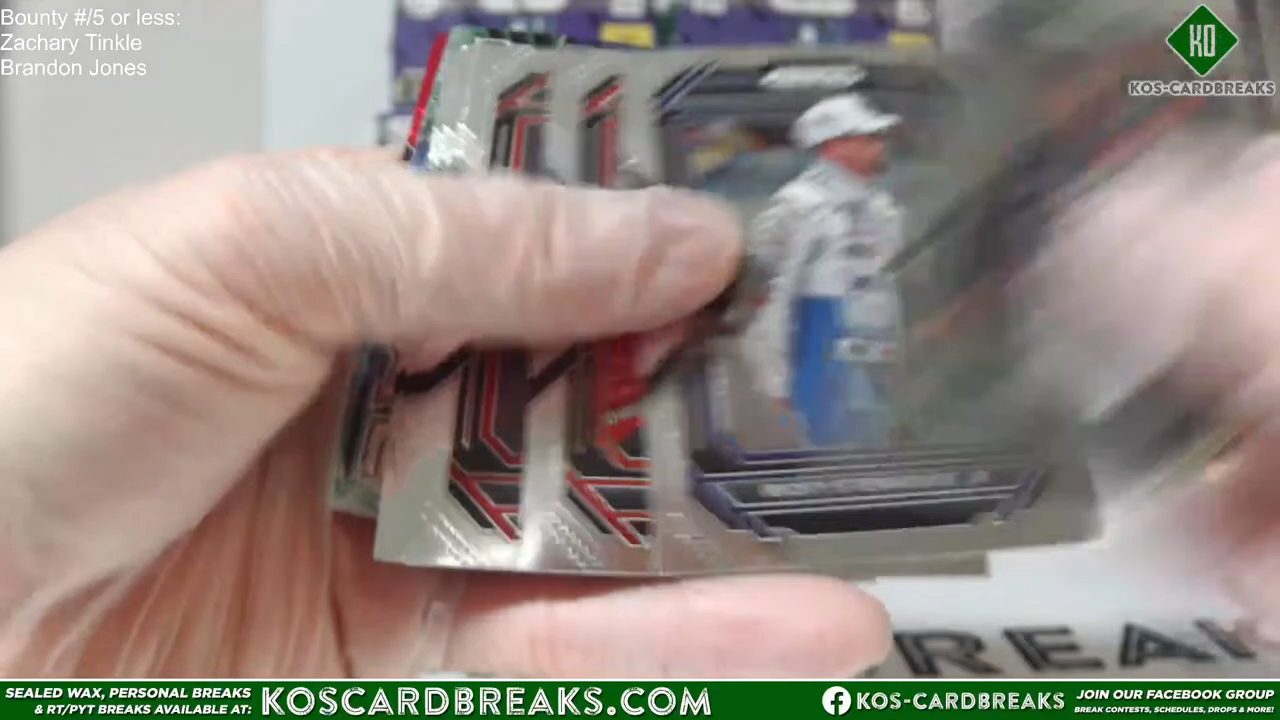 Bounty #/5 or less:
Zachary Tinkle
Brandon Jones
KO
KOS-CARDBREAKS
REAK
SEALED WAX, PERSONAL BREAKS
& RT/PYT BREAKS AVAILABLE AT:
KOSCARDBREAKS.COM
KOS-CARDBREAKS
JOIN OUR FACEBOOK GROUP
BREAK CONTESTS, SCHEDULES, DROPS & MORE!